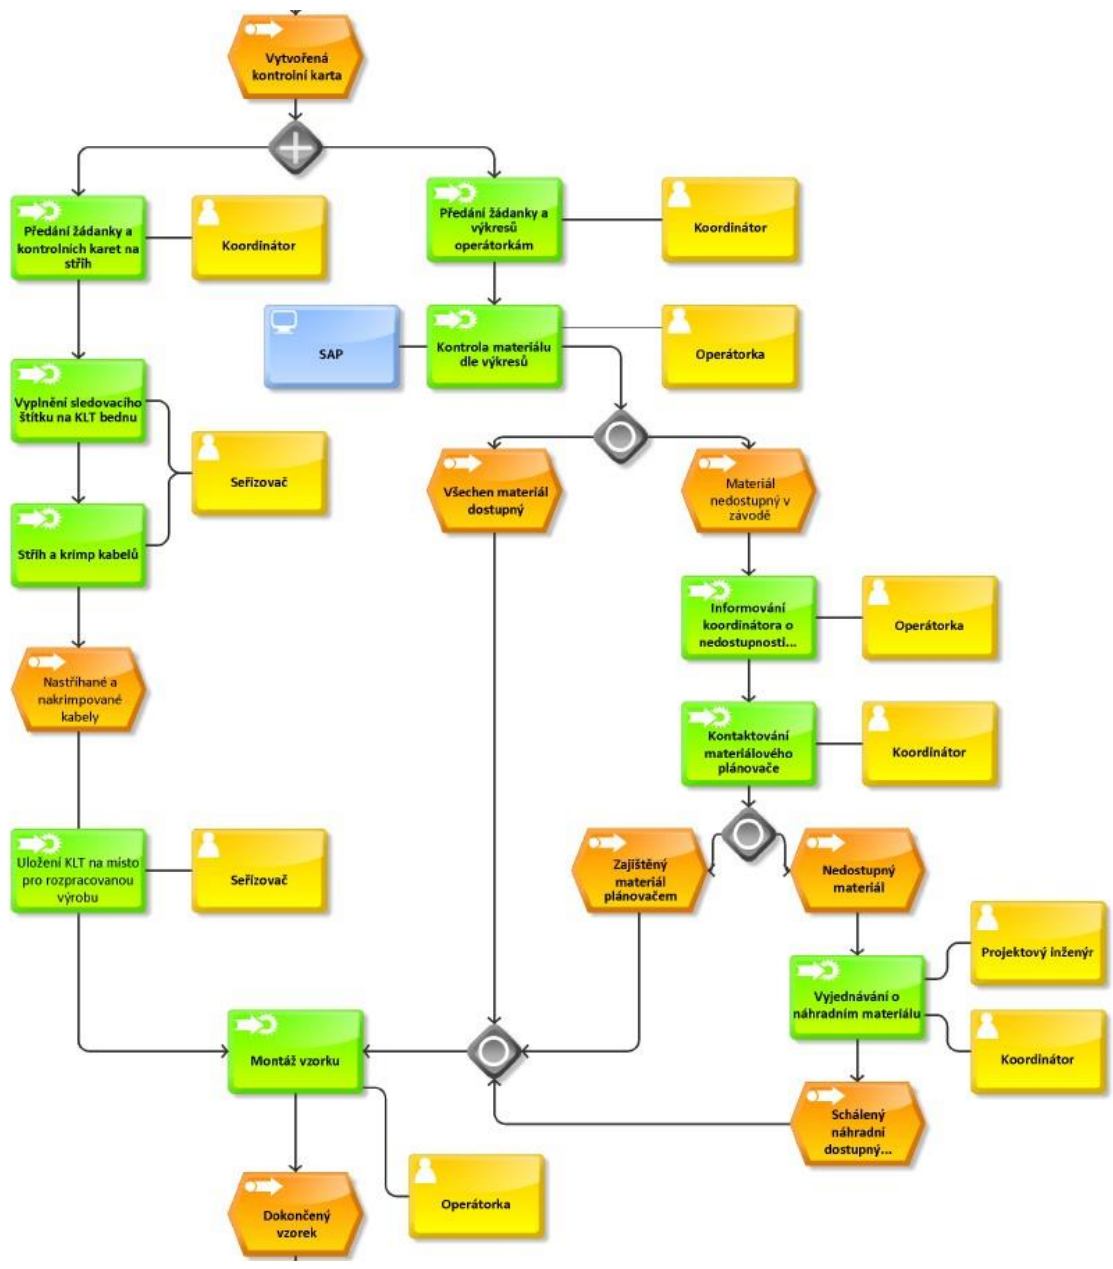 Vytvořená
kontrolní karta
Předání žádanky a
kontrolních karet na
střih
Koordinátor
Předání žádanky a
výkresů
operátorkám
Koordinátor
SAP
Kontrola materiálu
dle výkresů
Operátorka
Vyplnění sledovacího
štítku na KLT bednu
Seřizovač
Střih a krimp kabelů
Všechen materiál
dostupný
Materiál
nedostupný v
závodě
Informování
koordinátora o
nedostupnosti...
Operátorka
Nastříhané a
nakrimpované
kabely
Kontaktování
materiálového
plánovače
Koordinátor
Uložení KLT na místo
pro rozpracovanou
výrobu
Seřizovač
Zajištěný
materiál
plánovačem
Nedostupný
materiál
Projektový inženýr
Vyjednávání o
náhradním materiálu
Koordinátor
Montáž vzorku
Schálený
náhradní
dostupný...
Operátorka
Dokončený
vzorek